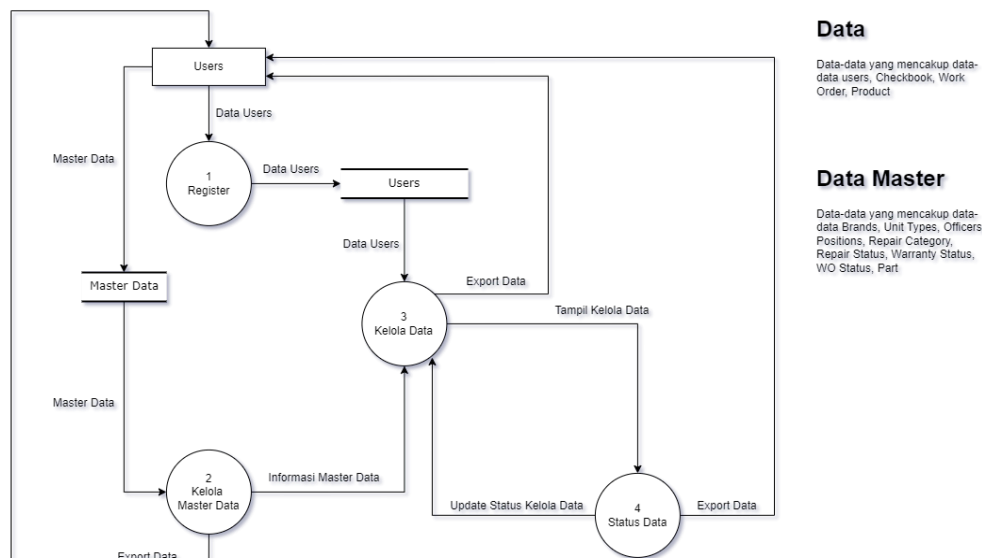 Users
Data Users
Master Data
1
Register
Data Users
Users
Data Users
Master Data
3
Kelola Data
Export Data
Tampil Kelola Data
Master Data
2
Kelola
Master Data
Informasi Master Data
Update Status Kelola Data
4
Status Data
Export Data
Export Data
Data
Data-data yang mencakup data-
data users, Checkbook, Work
Order, Product
Data Master
Data-data yang mencakup data-
data Brands, Unit Types, Officers
Positions, Repair Category,
Repair Status, Warranty Status,
WO Status, Part